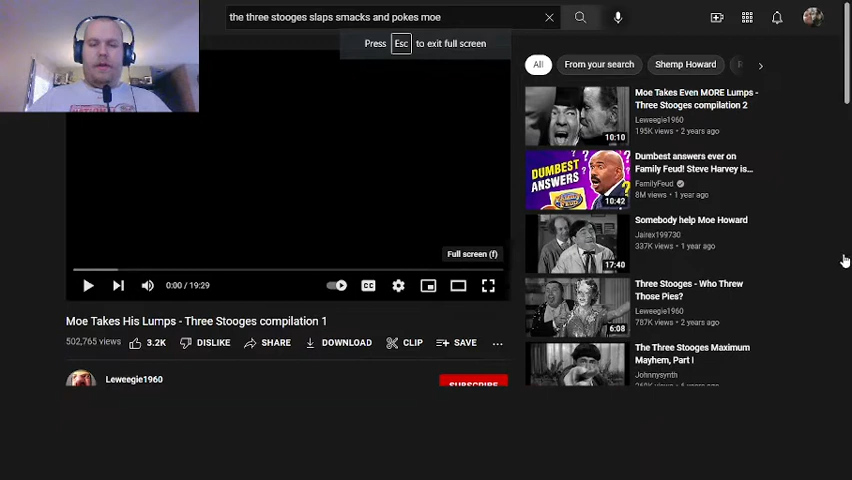 the three stooges slaps smacks and pokes moe
Press Esc to exit full screen
All
From your search
Shemp Howard
Moe Takes Even MORE Lumps -
Three Stooges compilation 2
Leweegie1960
195K views • 2 years ago
10:10
Dumbest answers ever on
Family Feud! Steve Harvey is...
FamilyFeud
8M views • 1 year ago
DUMBEST
ANSWERS
10:42
Somebody help Moe Howard
Jairex199730
337K views • 1 year ago
17:40
Full screen (f)
0:00 / 19:29
Three Stooges - Who Threw
Those Pies?
Leweegie1960
787K views • 2 years ago
6:08
Moe Takes His Lumps - Three Stooges compilation 1
502,765 views
3.2K
DISLIKE
SHARE
DOWNLOAD
CLIP
SAVE
The Three Stooges Maximum
Mayhem, Part I
Johnnysynth
Leweegie1960
SUBSCRIBE